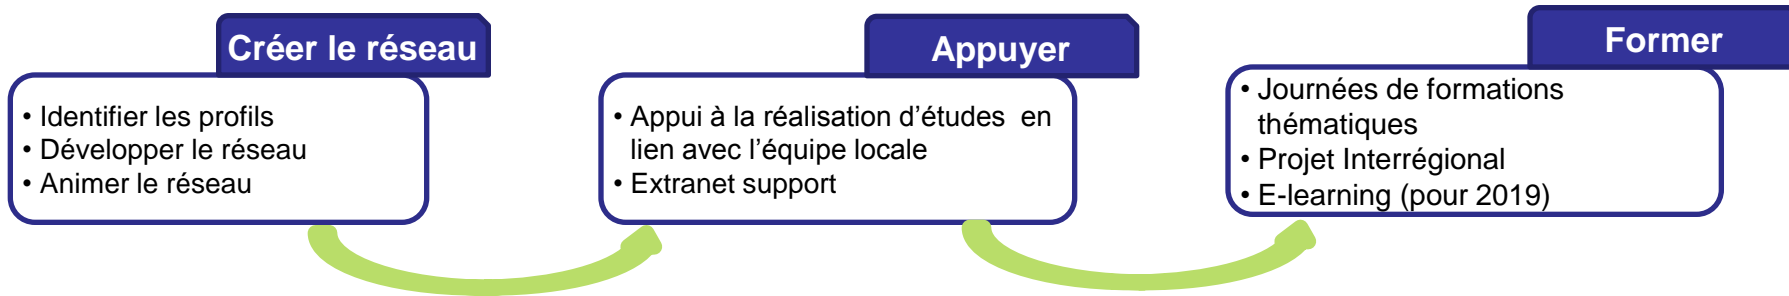 Créer le réseau
• Identifier les profils
• Développer le réseau
• Animer le réseau
Appuyer
• Appui à la réalisation d’études en
lien avec l’équipe locale
• Extranet support
Former
• Journées de formations
thématiques
• Projet Interrégional
• E-learning (pour 2019)